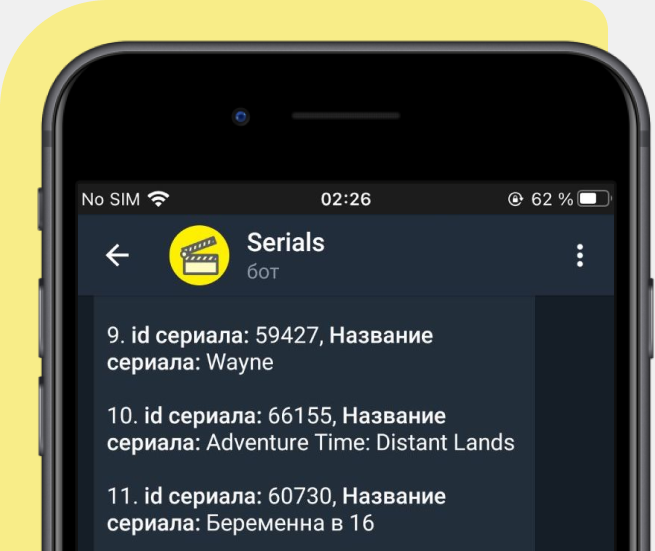 No SIM 02:26 62 %
Serials
бот
9. id сериала: 59427, Название
сериала: Wayne
10. id сериала: 66155, Название
сериала: Adventure Time: Distant Lands
11. id сериала: 60730, Название
сериала: Беременна в 16